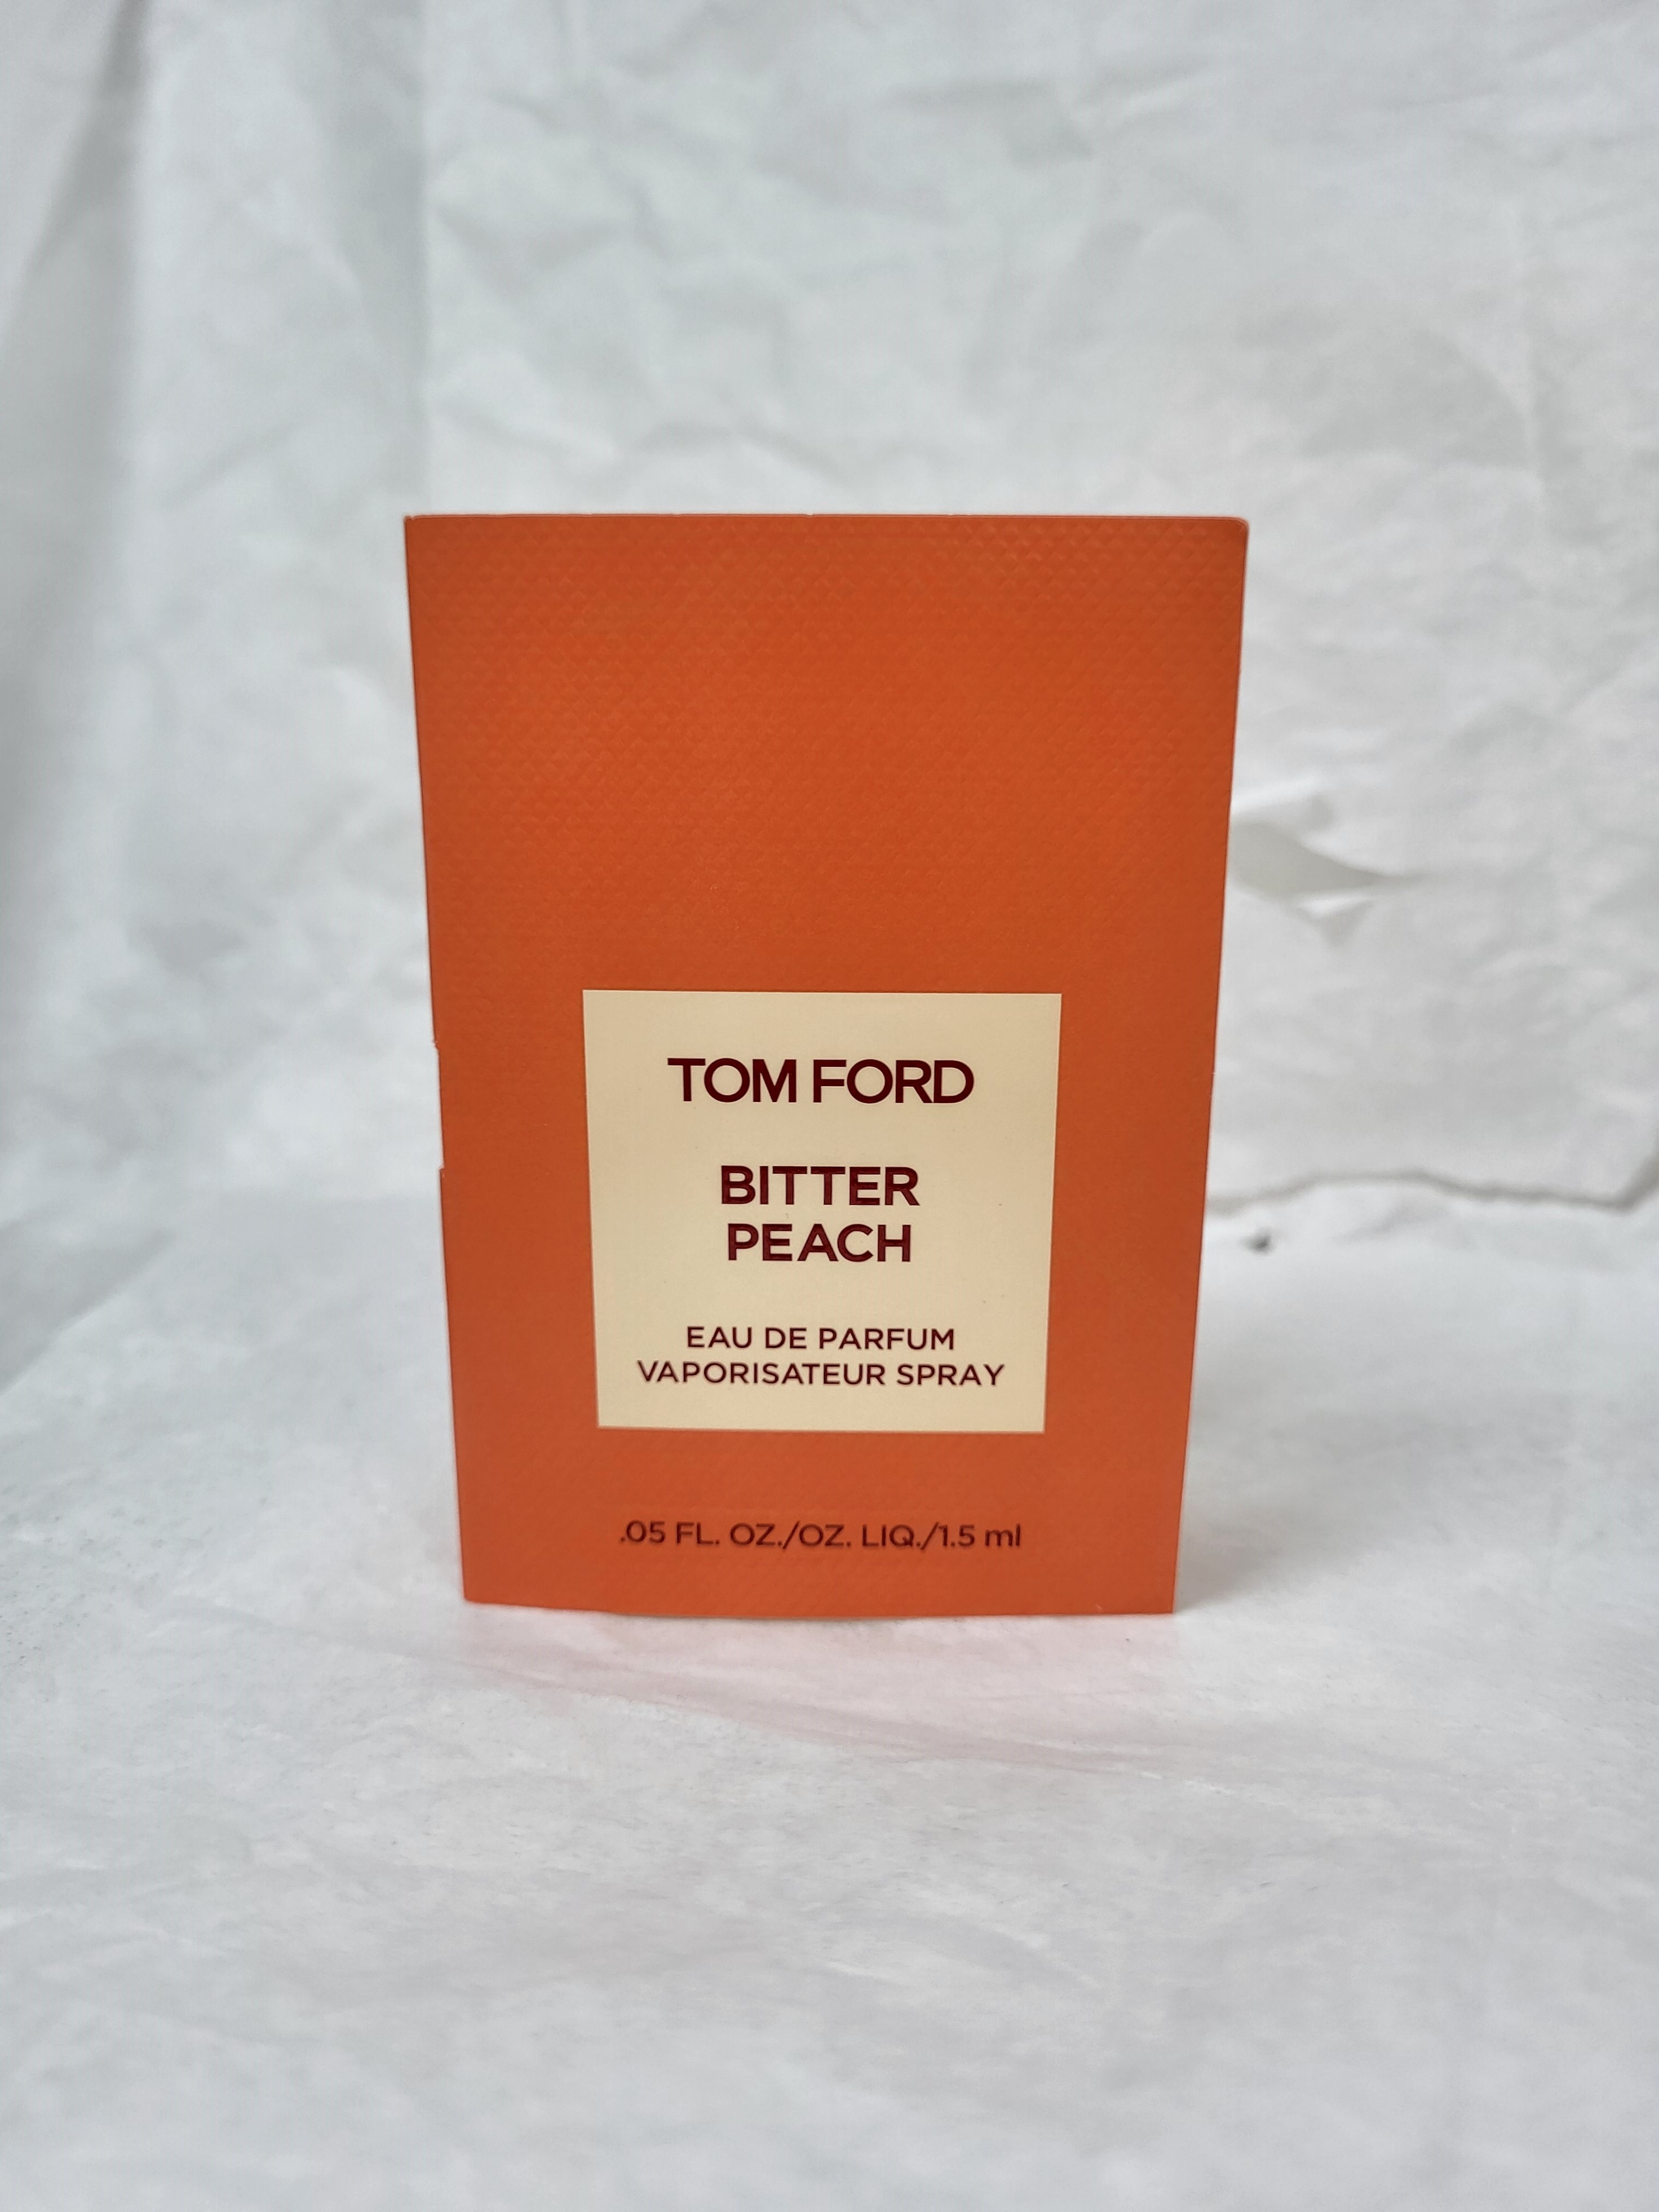 TOM FORD
BITTER
PEACH
EAU DE PARFUM
VAPORISATEUR SPRAY
.05 FL. OZ./OZ. LIQ./1.5 ml